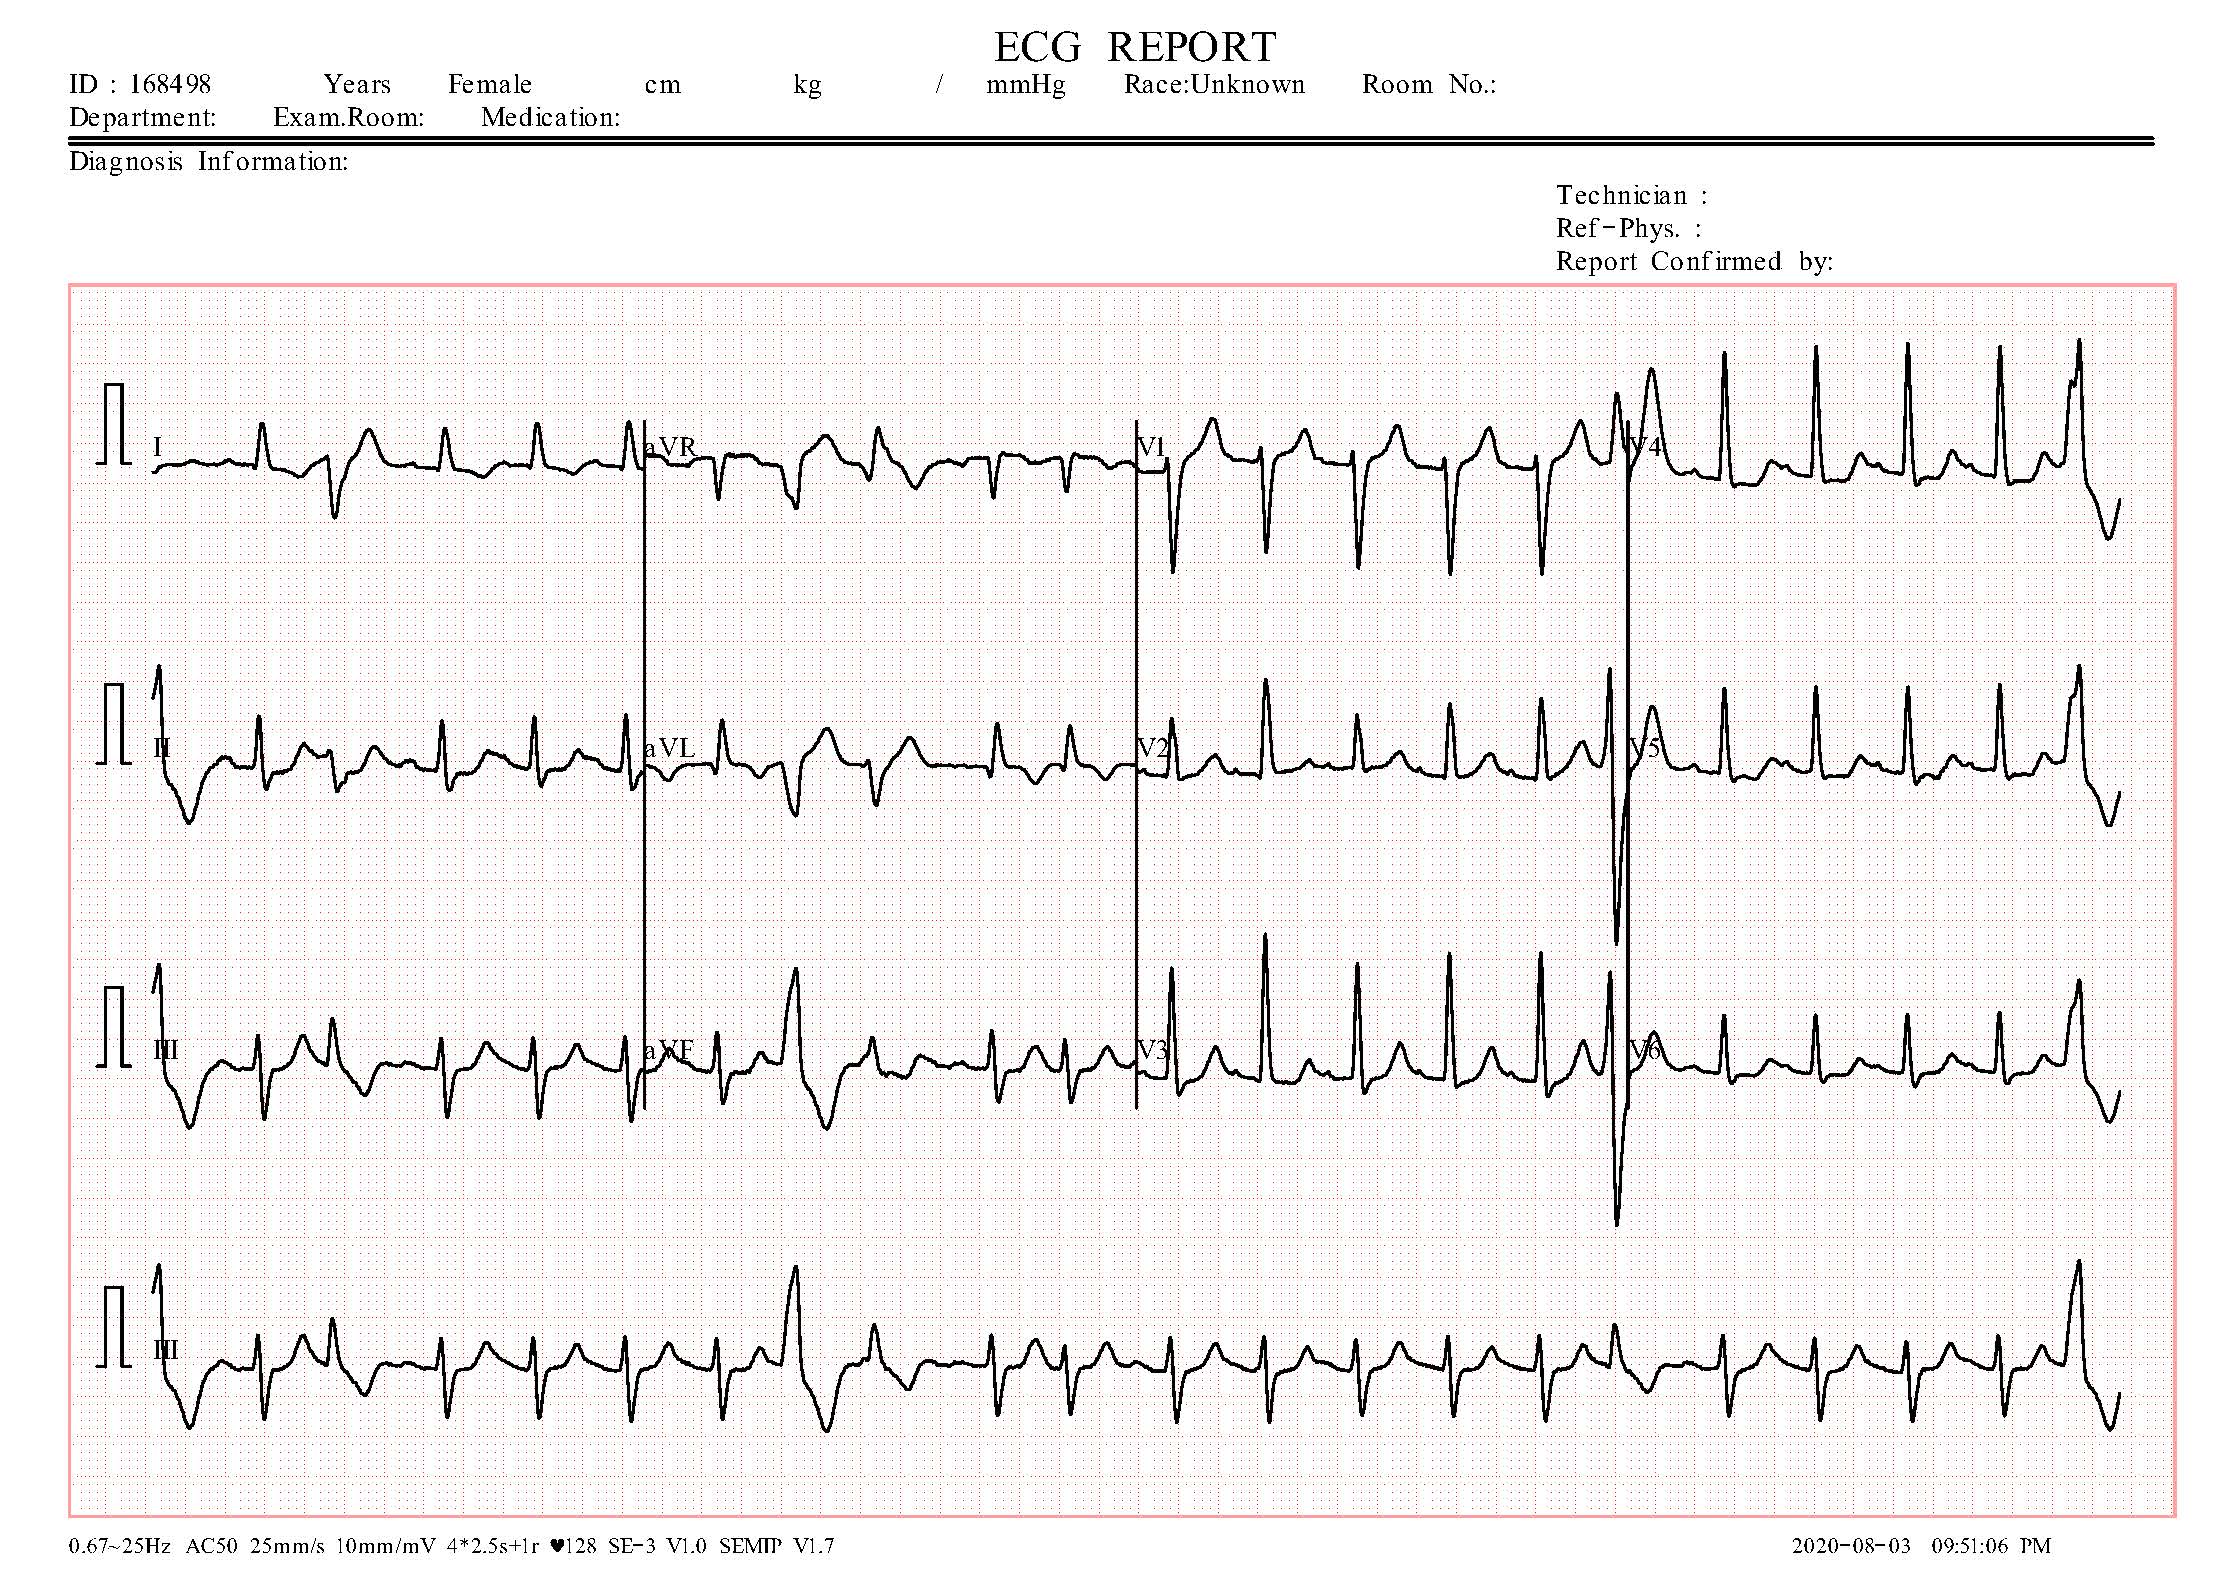 ECG REPORT
ID : 168498 Years Female cm kg / mmHg Race:Unknown Room No.:
Department: Exam.Room: Medication:
Diagnosis Information:
Technician :
Ref-Phys. :
Report Confirmed by:
I aVR V1 V4
II aVL V2 V5
III aVF V3 V6
III
0.67~25Hz AC50 25mm/s 10mm/mV 4*2.5s+1r ♥128 SE-3 V1.0 SEMIP V1.7 2020-08-03 09:51:06 PM